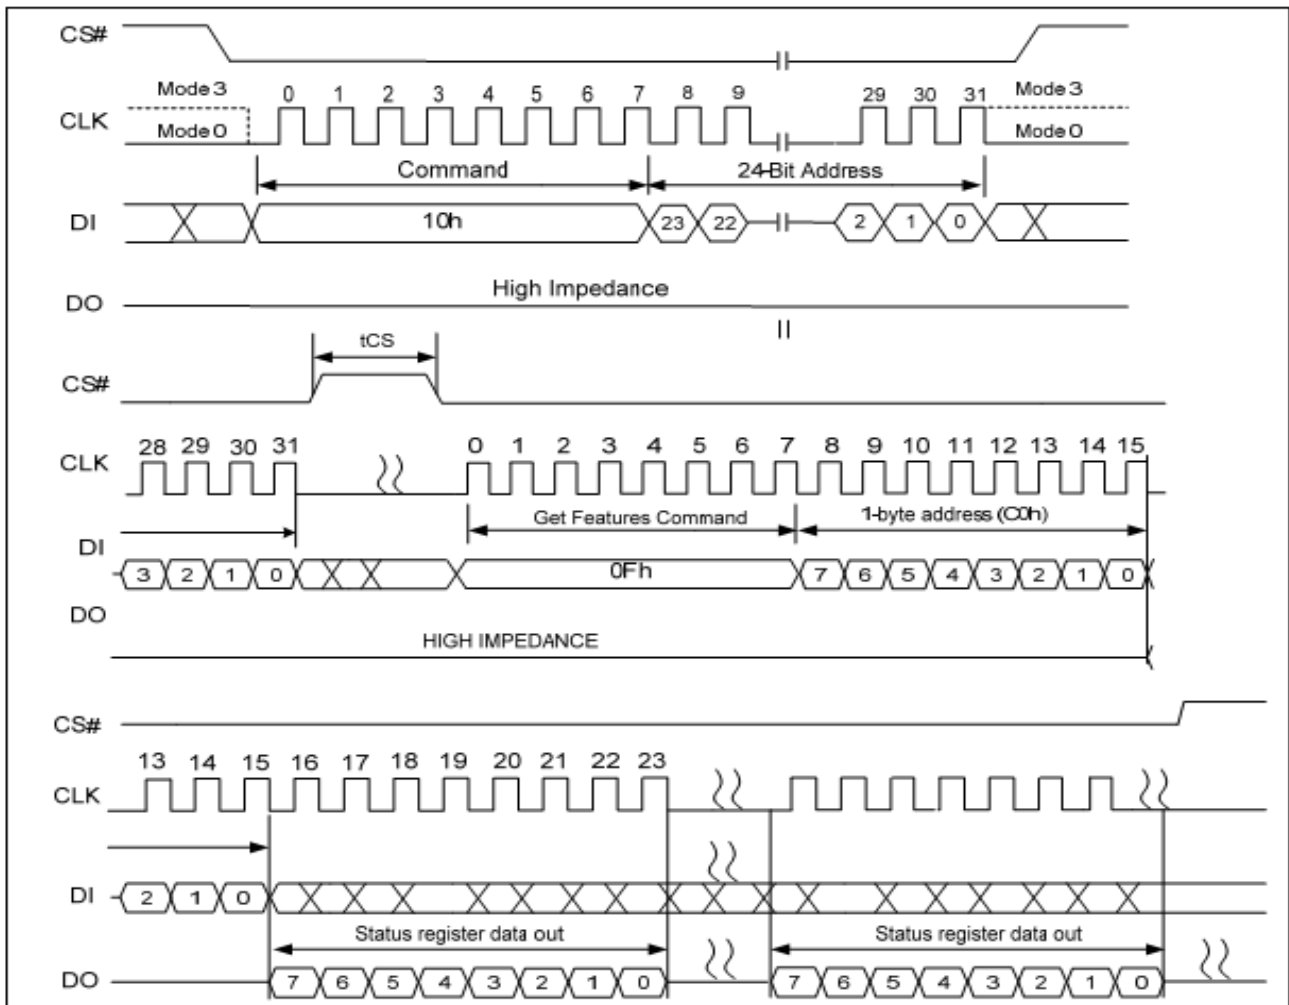 CS#
Mode 3 0 1 2 3 4 5 6 7 8 9 29 30 31 Mode 3
CLK
Mode 0 Mode 0
Command 24-Bit Address
DI 10h 23 22 2 1 0
High Impedance
DO
tCS
CS#
28 29 30 31 0 1 2 3 4 5 6 7 8 9 10 11 12 13 14 15
CLK
Get Features Command 1-byte address (C0h)
DI
3 2 1 0 0Fh 7 6 5 4 3 2 1 0
DO
HIGH IMPEDANCE
CS#
13 14 15 16 17 18 19 20 21 22 23
CLK
DI 2 1 0
Status register data out Status register data out
DO 7 6 5 4 3 2 1 0 7 6 5 4 3 2 1 0